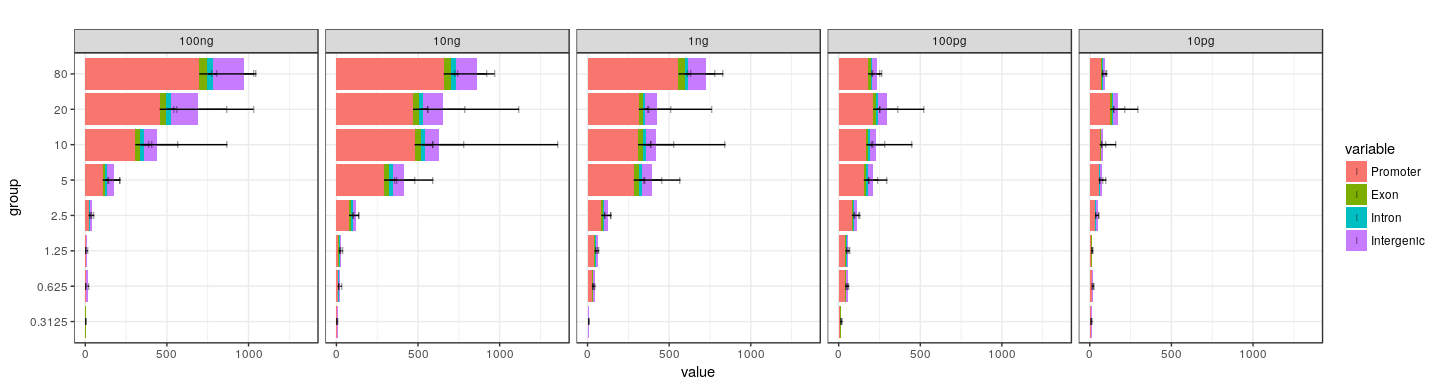 100ng 10ng 1ng 100pg 10pg
80
20
10
5
2.5
1.25
0.625
0.3125
group
0 500 1000 0 500 1000 0 500 1000 0 500 1000 0 500 1000
value
variable
Promoter
Exon
Intron
Intergenic